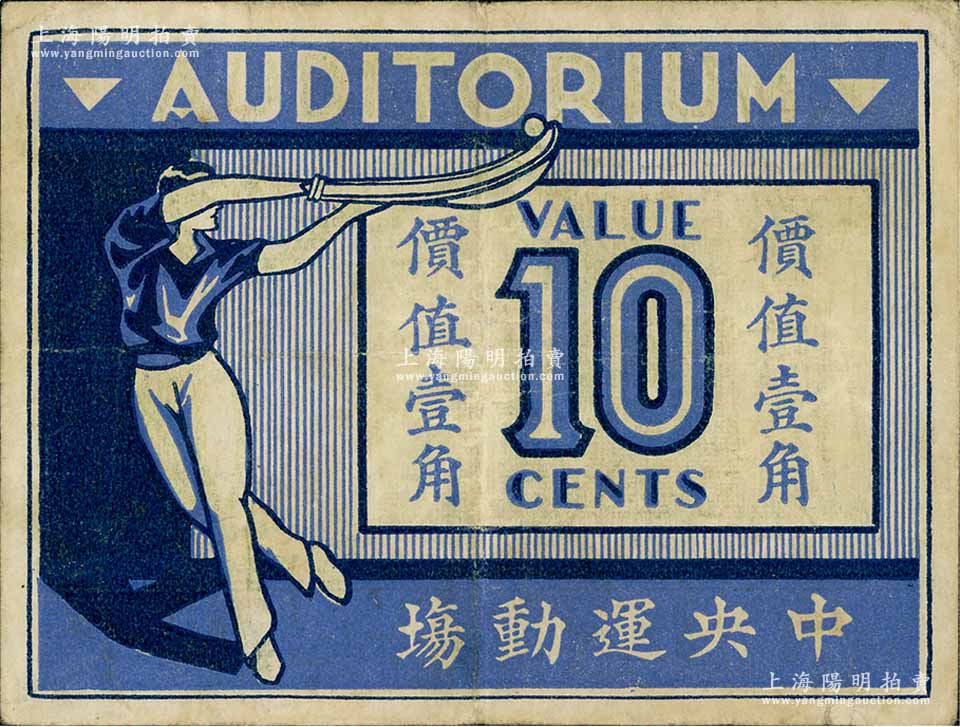 上海陽明拍賣
www.yangmingauction.com
AUDITORIUM
價值壹角
VALUE
10
CENTS
價值壹角
上海陽明拍賣
www.yangmingauction.com
中央運動塲
上海陽明拍賣
www.yangmingauction.com